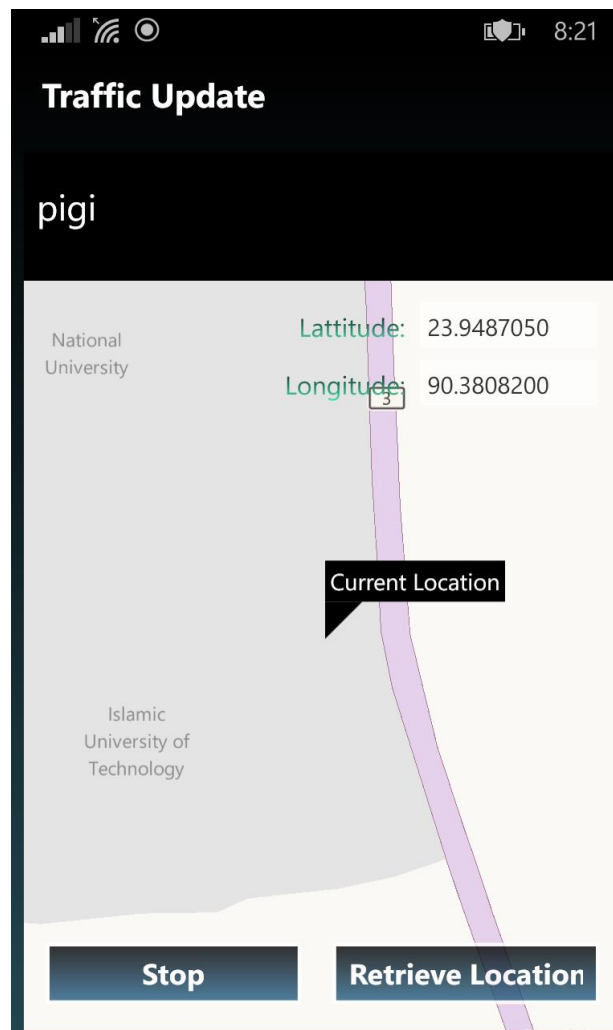 8:21
Traffic Update
pigi
National
University
Lattitude: 23.9487050
Longitude: 90.3808200
3
Current Location
Islamic
University of
Technology
Stop
Retrieve Location